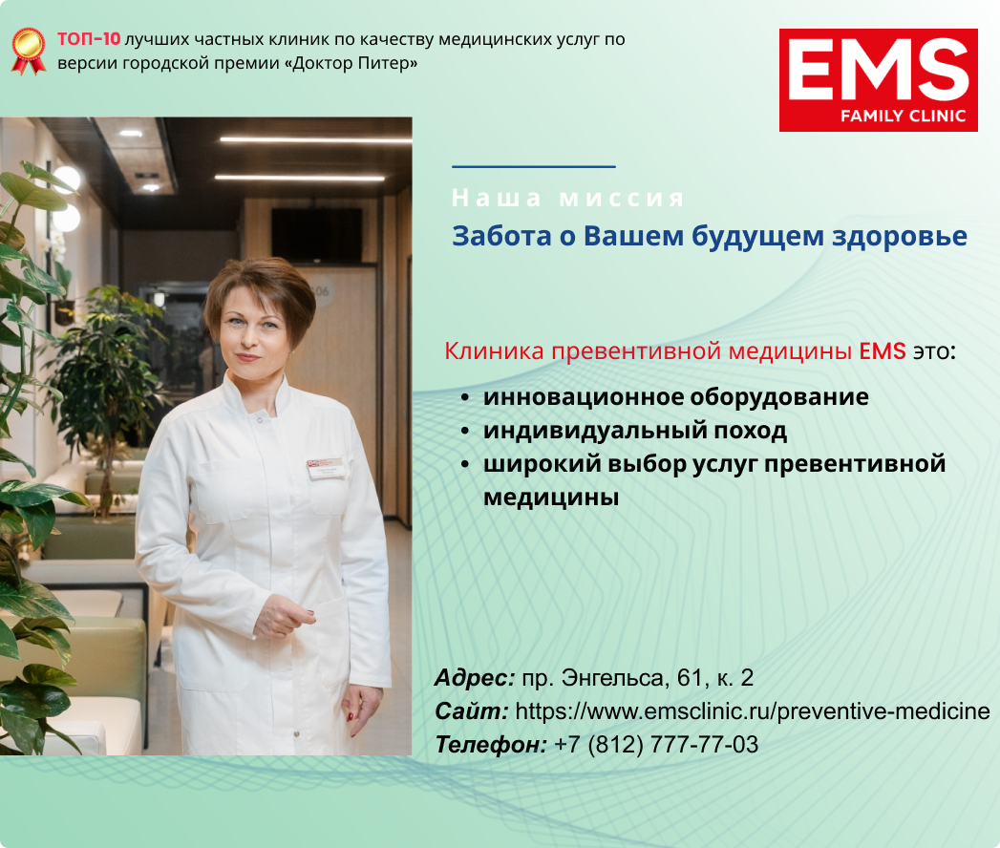 ТОП-10 лучших частных клиник по качеству медицинских услуг по
версии городской премии «Доктор Питер»
EMS
FAMILY CLINIC
Наша миссия
Забота о Вашем будущем здоровье
Клиника превентивной медицины EMS это:
• инновационное оборудование
• индивидуальный поход
• широкий выбор услуг превентивной
медицины
Адрес: пр. Энгельса, 61, к. 2
Сайт: https://www.emsclinic.ru/preventive-medicine
Телефон: +7 (812) 777-77-03